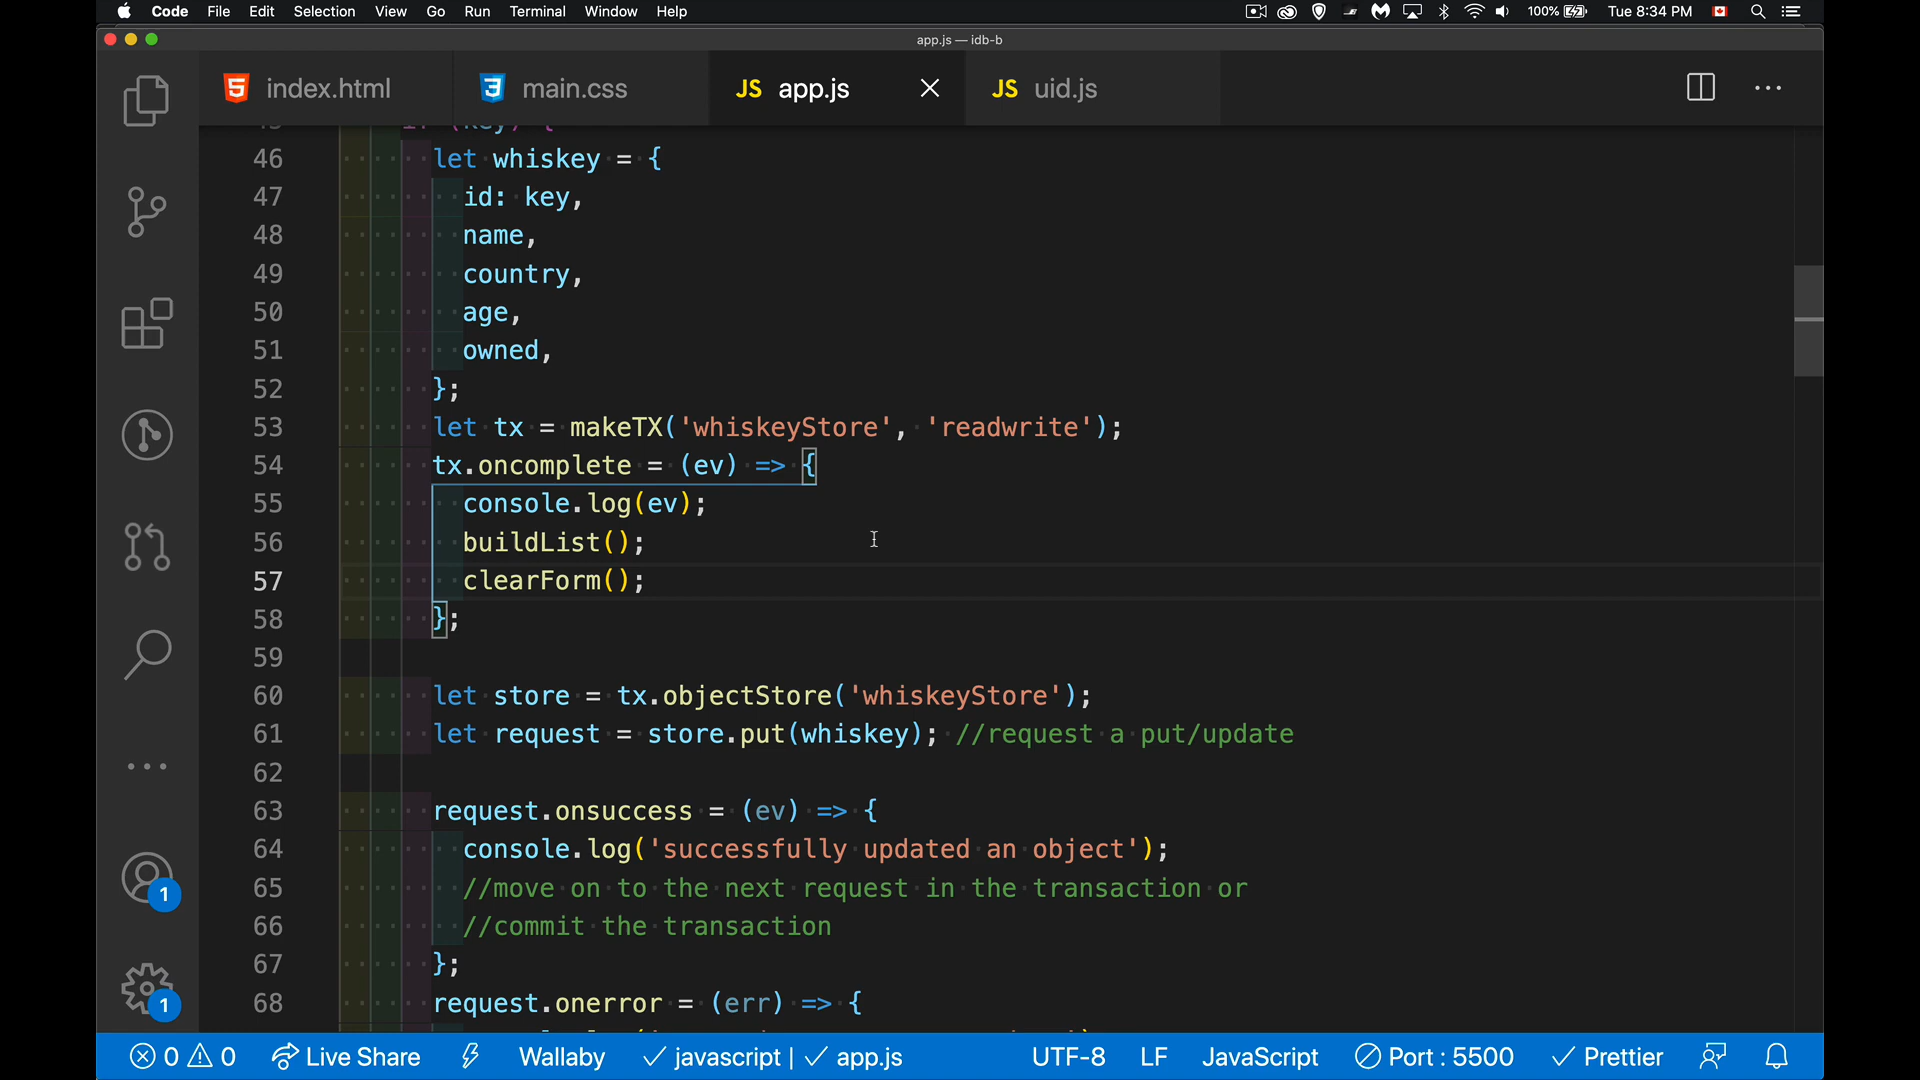 Code File Edit Selection View Go Run Terminal Window Help 100% Tue 8:34 PM
app.js — idb-b
index.html main.css JS app.js JS uid.js
if (key) {
46 let whiskey = {
47 id: key,
48 name,
49 country,
50 age,
51 owned,
52 };
53 let tx = makeTX('whiskeyStore', 'readwrite');
54 tx.oncomplete = (ev) => {
55 console.log(ev);
56 buildList();
57 clearForm();
58 };
59
60 let store = tx.objectStore('whiskeyStore');
61 let request = store.put(whiskey); //request a put/update
62
63 request.onsuccess = (ev) => {
64 console.log('successfully updated an object');
65 //move on to the next request in the transaction or
66 //commit the transaction
67 };
68 request.onerror = (err) => {
1
1
0 0 Live Share Wallaby javascript | app.js UTF-8 LF JavaScript Port : 5500 Prettier